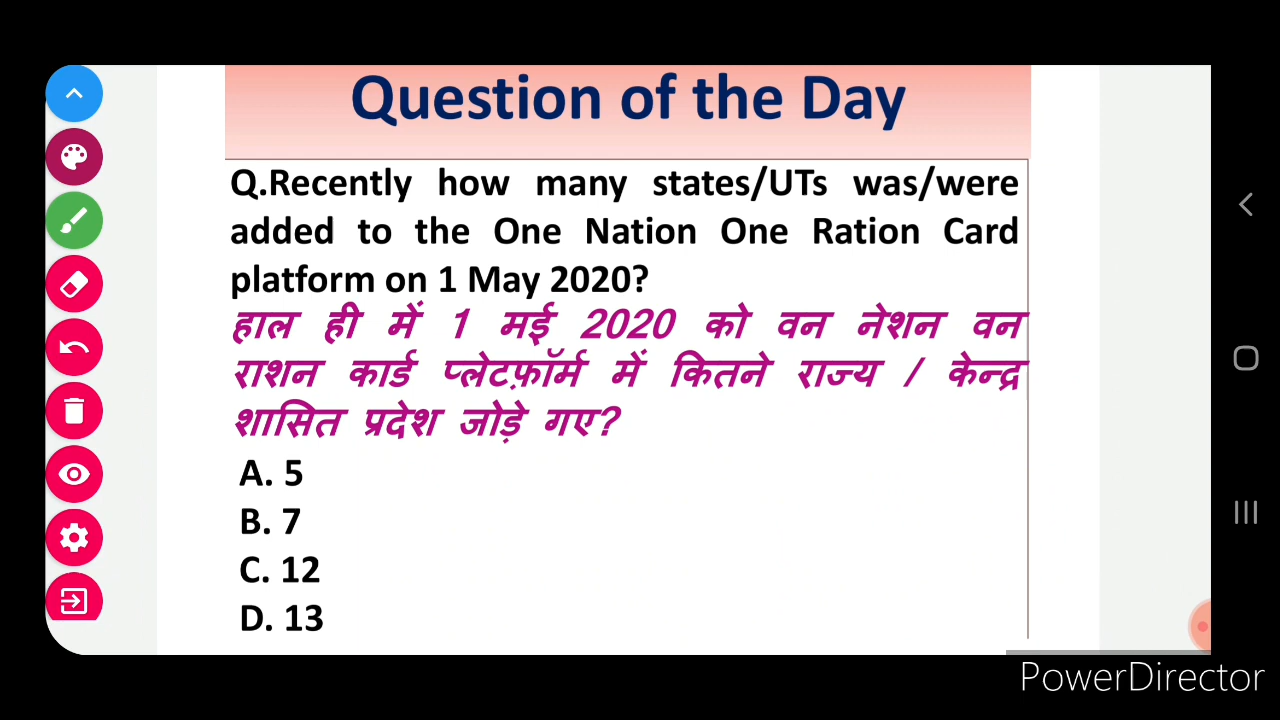 Question of the Day
Q.Recently how many states/UTs was/were
added to the One Nation One Ration Card
platform on 1 May 2020?
हाल ही में 1 मई 2020 को वन नेशन वन
राशन कार्ड प्लेटफ़ॉर्म में कितने राज्य / केन्द्र
शासित प्रदेश जोड़े गए?
A. 5
B. 7
C. 12
D. 13
PowerDirector